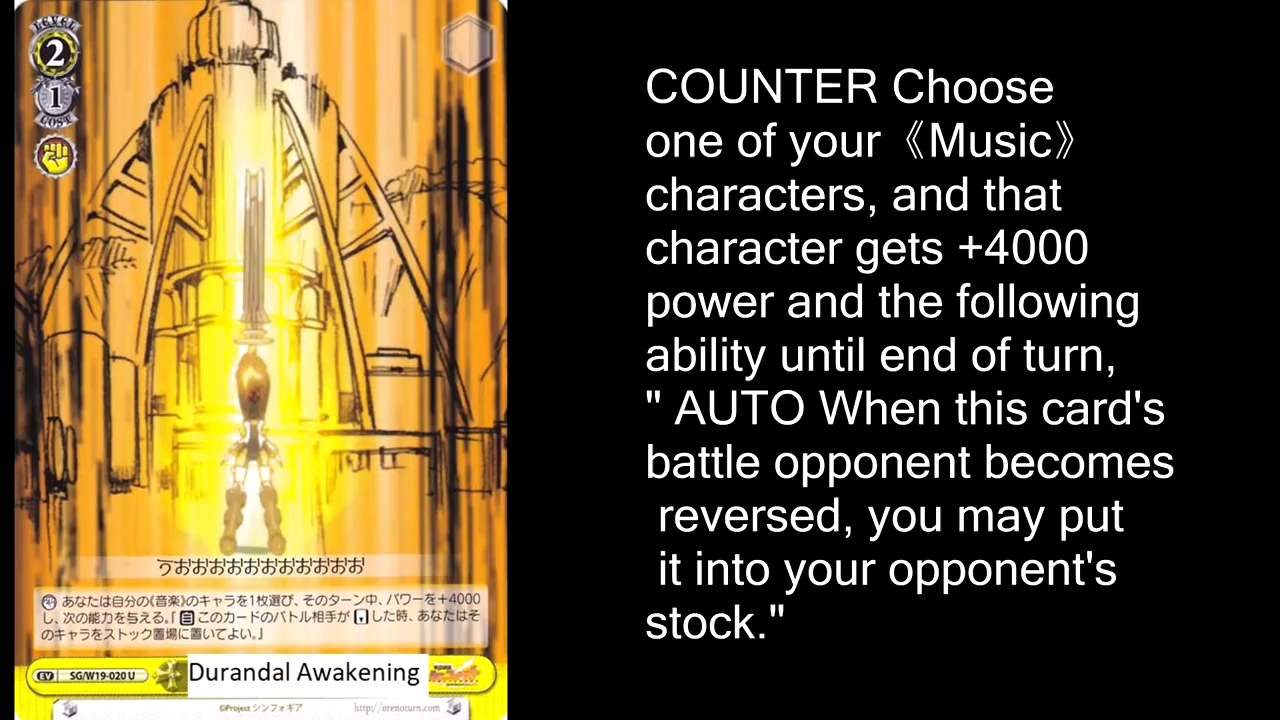 LEVEL
2
1
COST
うおおおおおおおおおおお
あなたは自分の《音楽》のキャラを1枚選び、そのターン中、パワーを+4000
し、次の能力を与える。「 このカードのバトル相手が した時、あなたはそ
のキャラをストック置場に置いてよい。」
EV SG/W19-020 U
Durandal Awakening
©Project シンフォギア http://orenoturn.com
COUNTER Choose
one of your《Music》
characters, and that
character gets +4000
power and the following
ability until end of turn,
" AUTO When this card's
battle opponent becomes
reversed, you may put
it into your opponent's
stock."